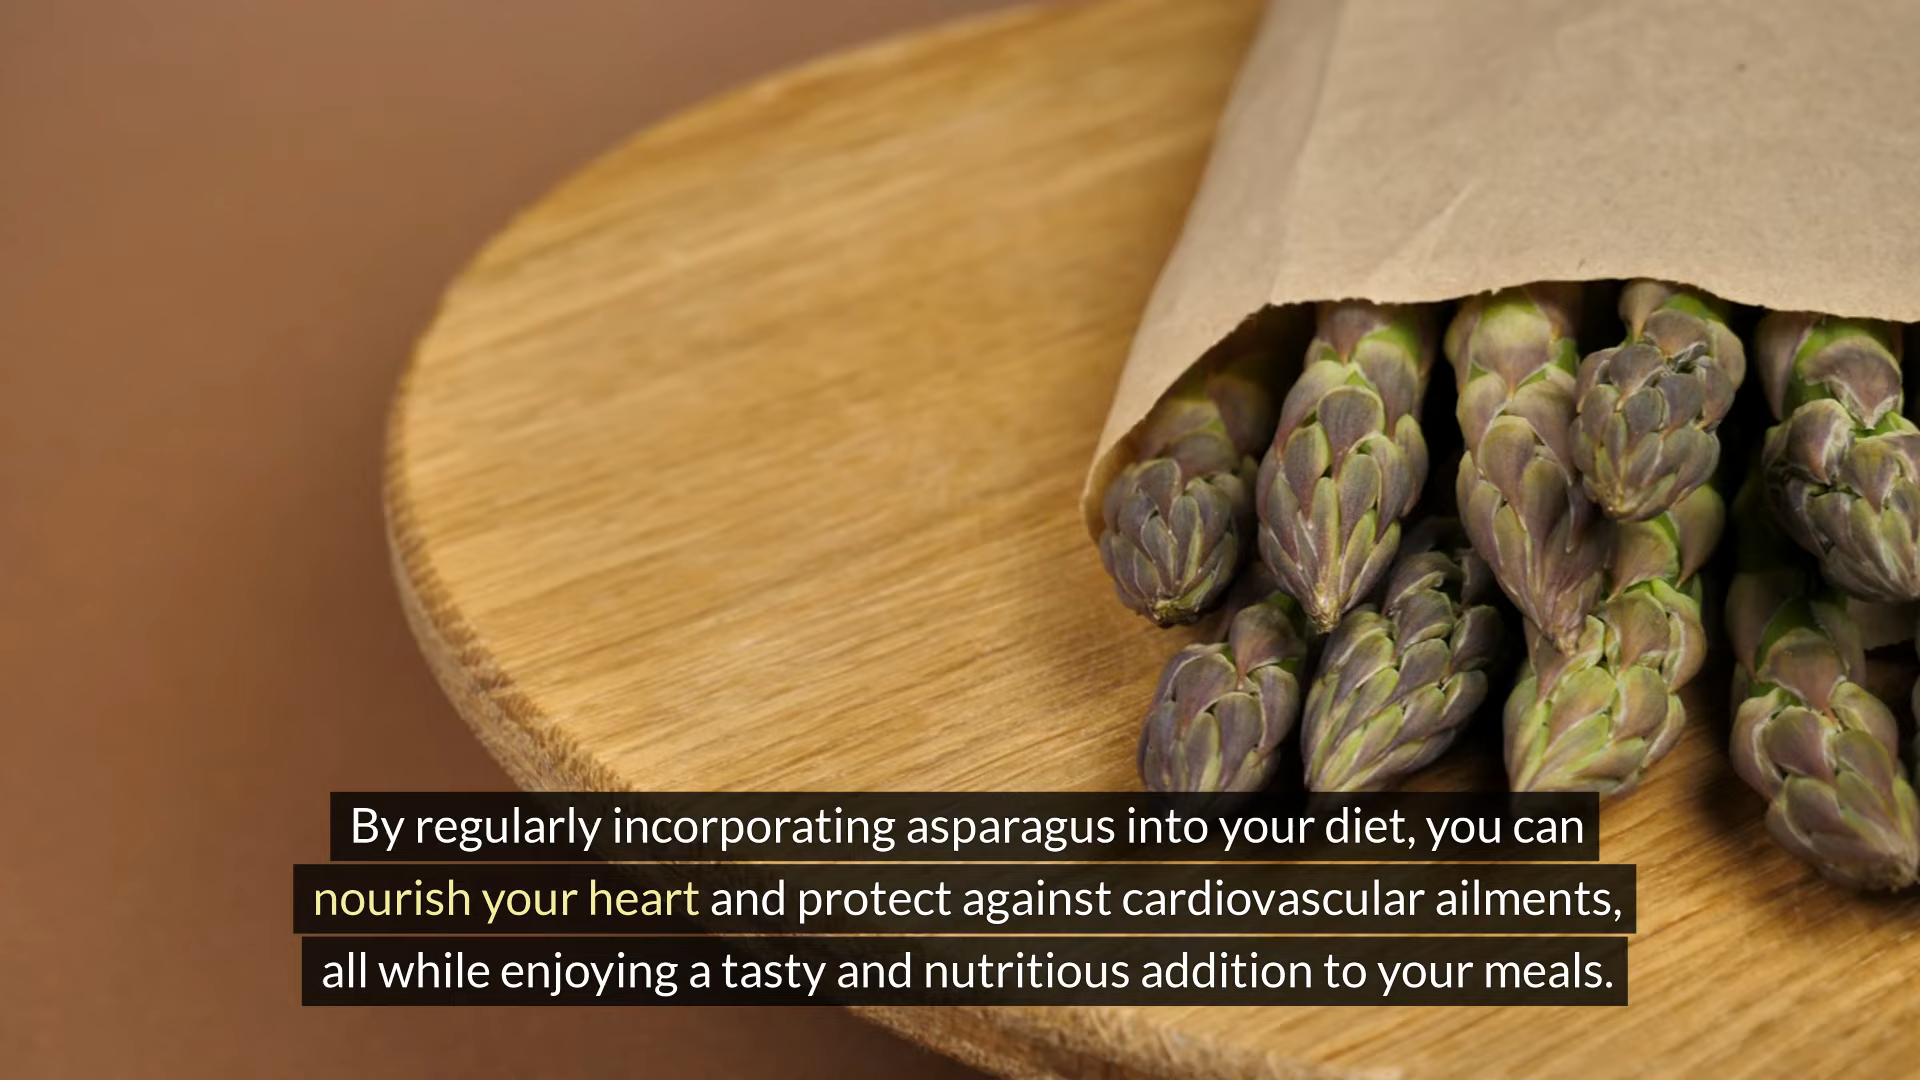 By regularly incorporating asparagus into your diet, you can
nourish your heart and protect against cardiovascular ailments,
all while enjoying a tasty and nutritious addition to your meals.